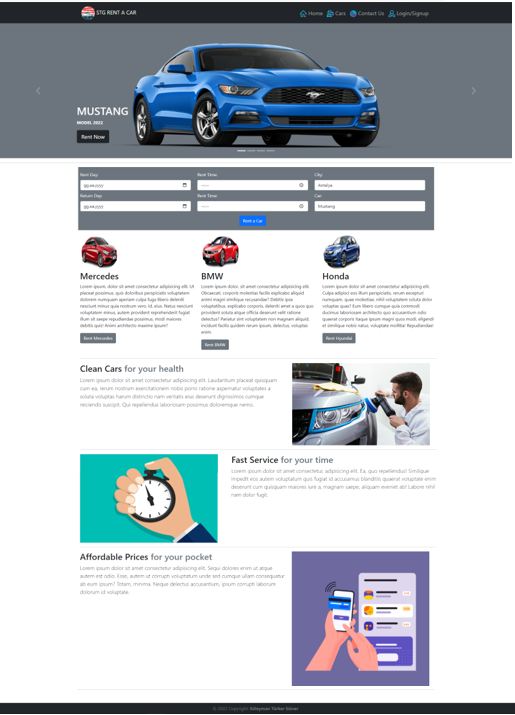 STG RENT A CAR
Home Cars Contact Us Login/Signup
MUSTANG
MODEL 2022
Rent Now
Rent Day: Rent Time: City:
gg.aa.yyyy --:-- Antalya
Return Day: Rent Time: Car:
gg.aa.yyyy --:-- Mustang
Rent a Car
Mercedes
Lorem ipsum, dolor sit amet consectetur adipisicing elit. Ut
placeat possimus, quis doloribus perspiciatis voluptatem
dolorem numquam aperiam culpa fuga libero deleniti
nesciunt minus quia nostrum vero. Id, eius. Natus nesciunt
voluptatibus, rem autem provident reprehenderit fugiat
illum sit saepe repudiandae possimus, modi maiores
debitis quis! Animi architecto maxime ipsum!
Rent Mercedes
BMW
Lorem ipsum dolor sit amet consectetur adipisicing elit.
Obcaecati, corporis molestiae facilis explicabo aliquid
animi magni similique recusandae? Debitis ipsa
voluptatibus, explicabo corporis, deleniti amet a quos quo
provident soluta atque officia deserunt velit ratione
delectus? Pariatur sint voluptatem non magnam aliquid,
incidunt facilis quidem rerum ipsum, delectus, voluptas
enim.
Rent BMW
Honda
Lorem ipsum dolor sit amet consectetur adipisicing elit.
Culpa adipisci eos illum perspiciatis, rerum excepturi
numquam, quae molestias nihil voluptatem soluta dolor
voluptas quae? Eum libero cumque quia commodi
ducimus laboriosam architecto quo accusantium odio
quaerat corporis itaque ipsum magni quos modi, eligendi
et similique nobis natus, voluptate mollitia! Repudiandae!
Rent Hyundai
Clean Cars for your health
Lorem ipsum dolor sit amet consectetur adipisicing elit. Laudantium placeat quisquam
cum ea, rerum nostrum exercitationem nobis porro ratione aspernatur voluptates a
soluta voluptas harum distinctio nam veritatis eius deserunt dignissimos cumque
reiciendis suscipit. Qui repellendus laboriosam possimus doloremque nemo.
Fast Service for your time
Lorem ipsum dolor sit amet consectetur, adipisicing elit. Ea, quo repellendus! Similique
impedit eos autem voluptatum quis fugiat id accusamus blanditiis quaerat voluptate enim
deserunt cum quisquam maiores iure a, magnam saepe, aliquam eveniet ab! Labore nihil
nam dolor fugit.
Affordable Prices for your pocket
Lorem ipsum dolor sit amet consectetur adipisicing elit. Sequi dolores enim ut atque
autem est odio. Esse, autem ut corrupti voluptatum unde sed cumque ullam consequuntur
ab eum ipsum? Totam, minima. Neque delectus accusantium, ipsum corrupti laborum
dolorum id voluptate.
© 2022 Copyright: Süleyman Türker Güner